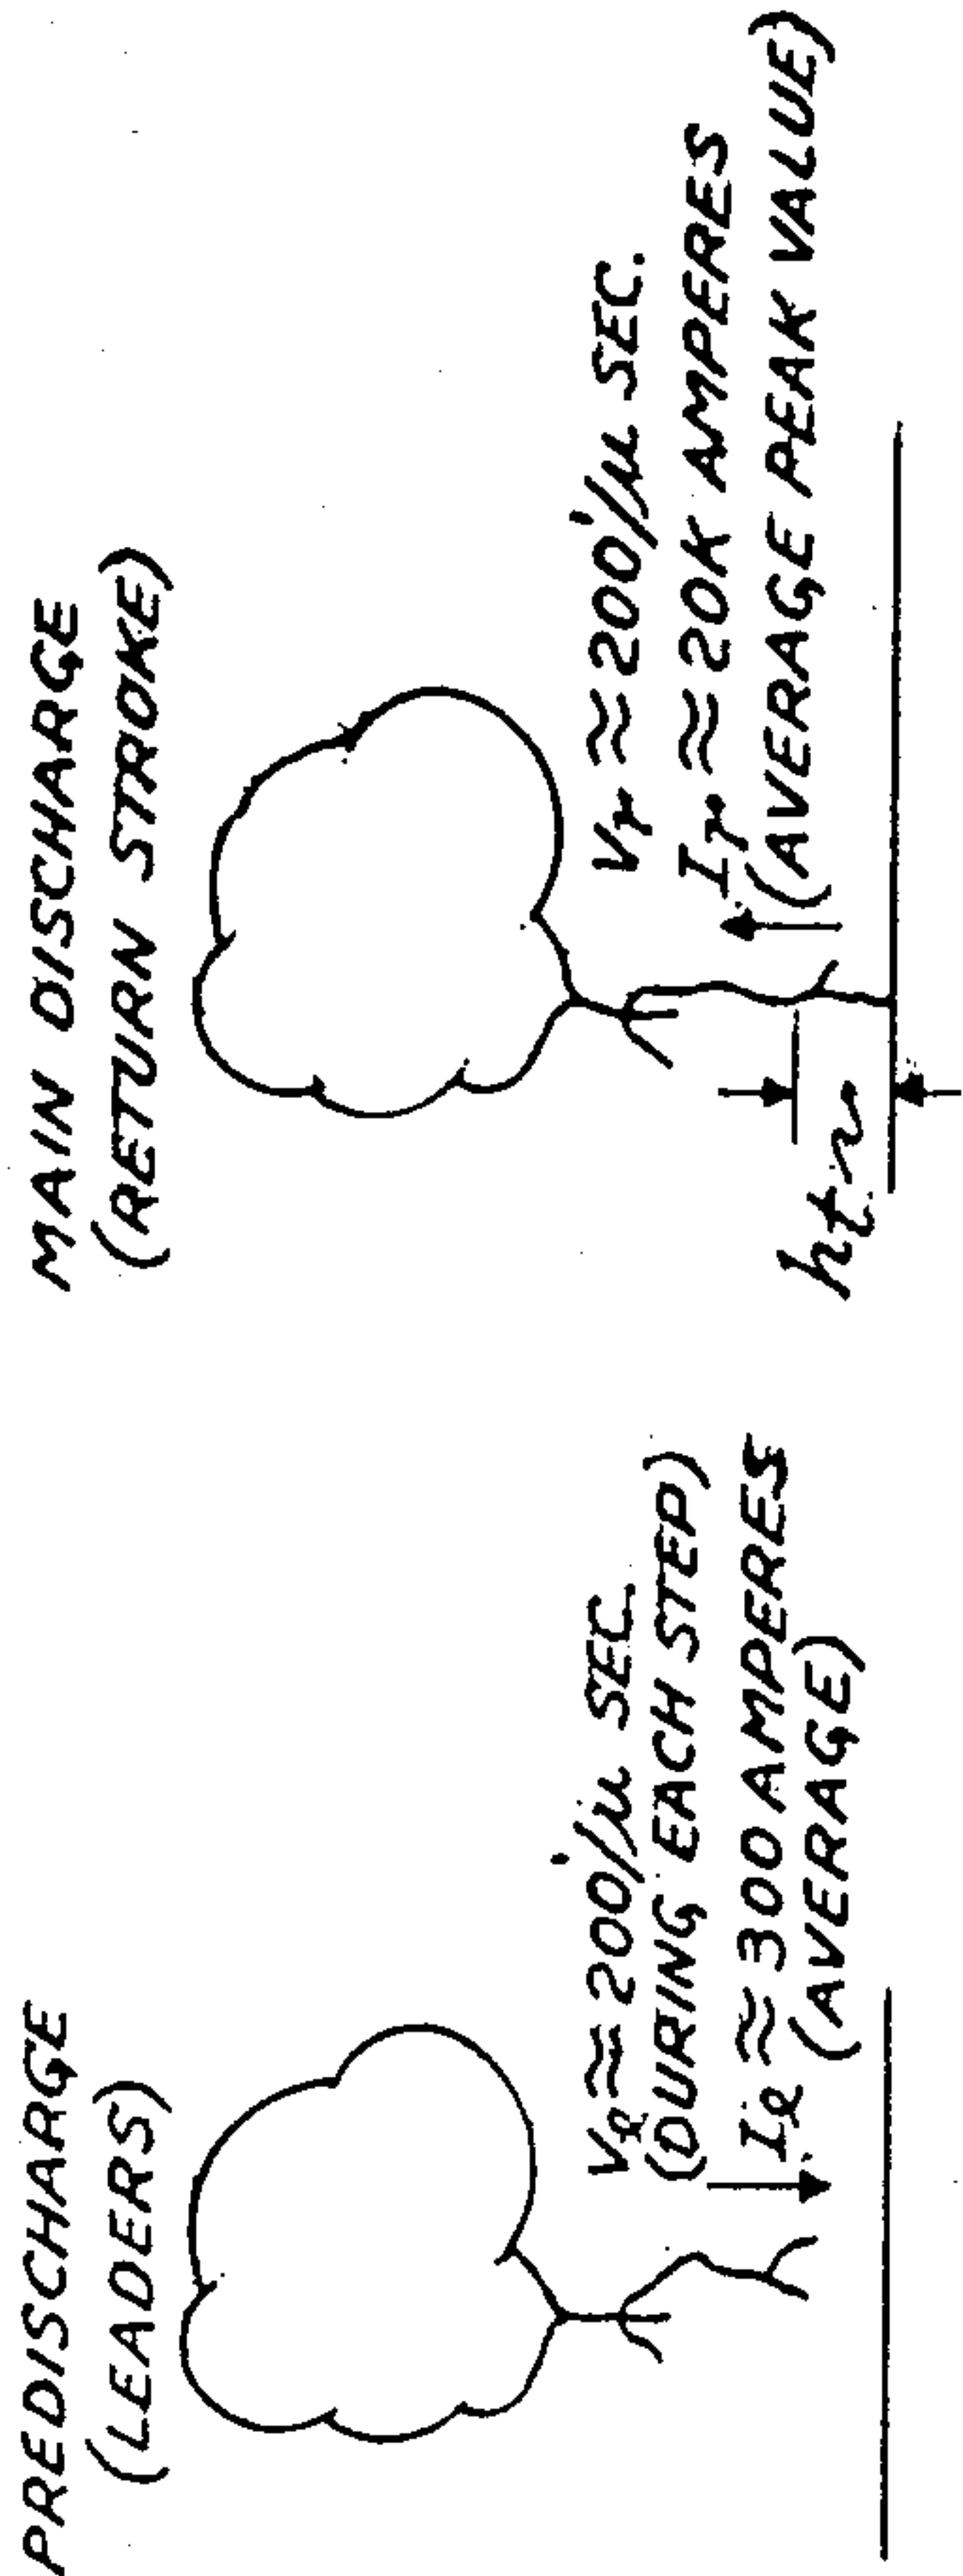 PREDISCHARGE
(LEADERS)
Vℓ ≈ 200'/μ SEC.
(DURING EACH STEP)
Iℓ ≈ 300 AMPERES
(AVERAGE)
MAIN DISCHARGE
(RETURN STROKE)
Vr ≈ 200'/μ SEC.
Ir ≈ 20K AMPERES
(AVERAGE PEAK VALUE)
htr